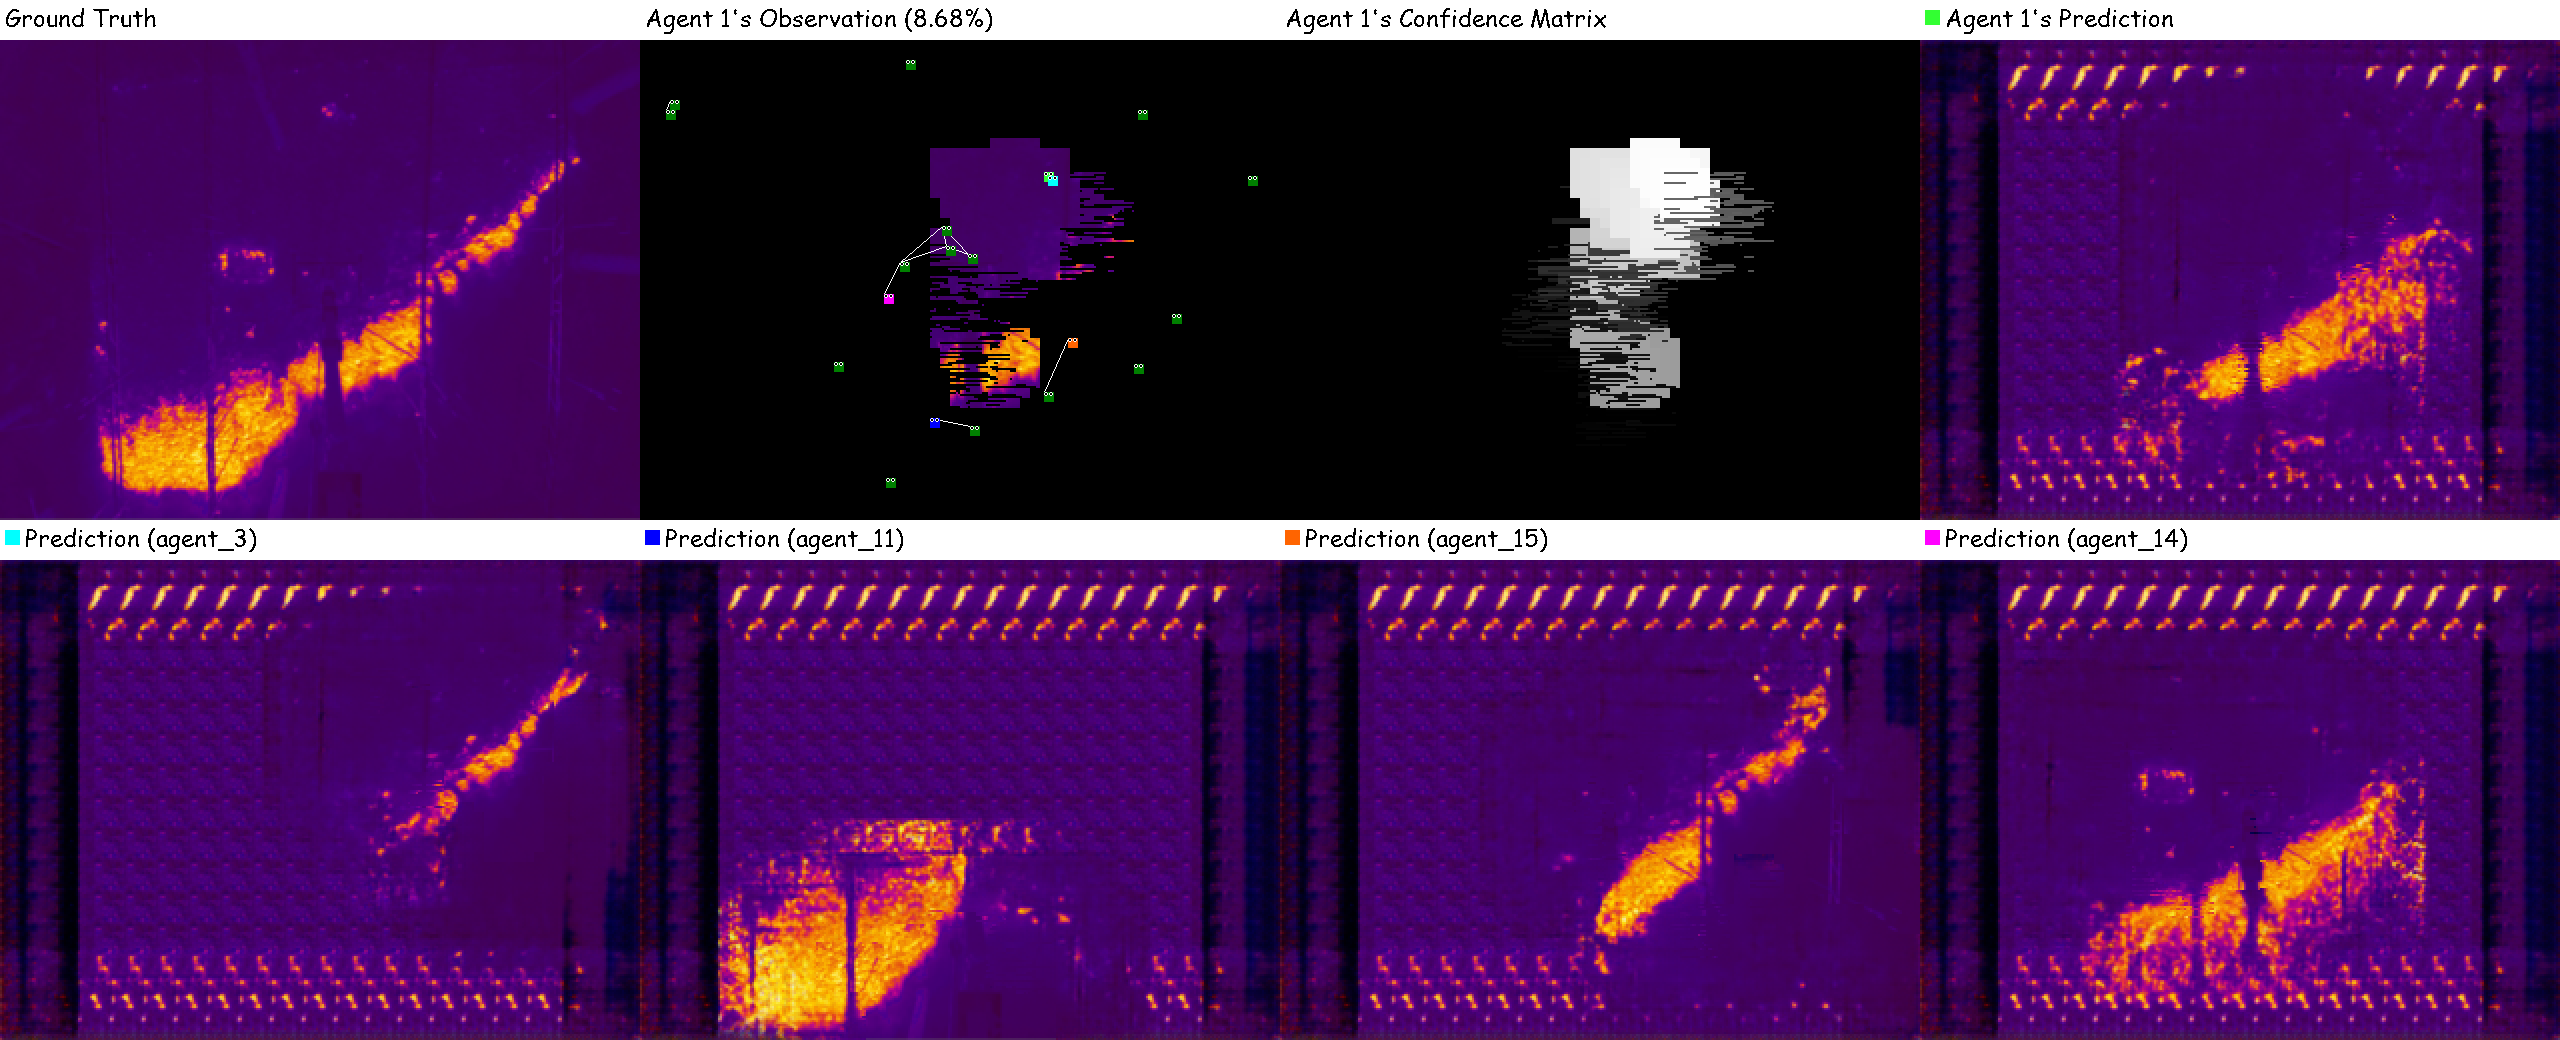 Ground Truth
Agent 1's Observation (8.68%)
Agent 1's Confidence Matrix
Agent 1's Prediction
Prediction (agent_3)
Prediction (agent_11)
Prediction (agent_15)
Prediction (agent_14)